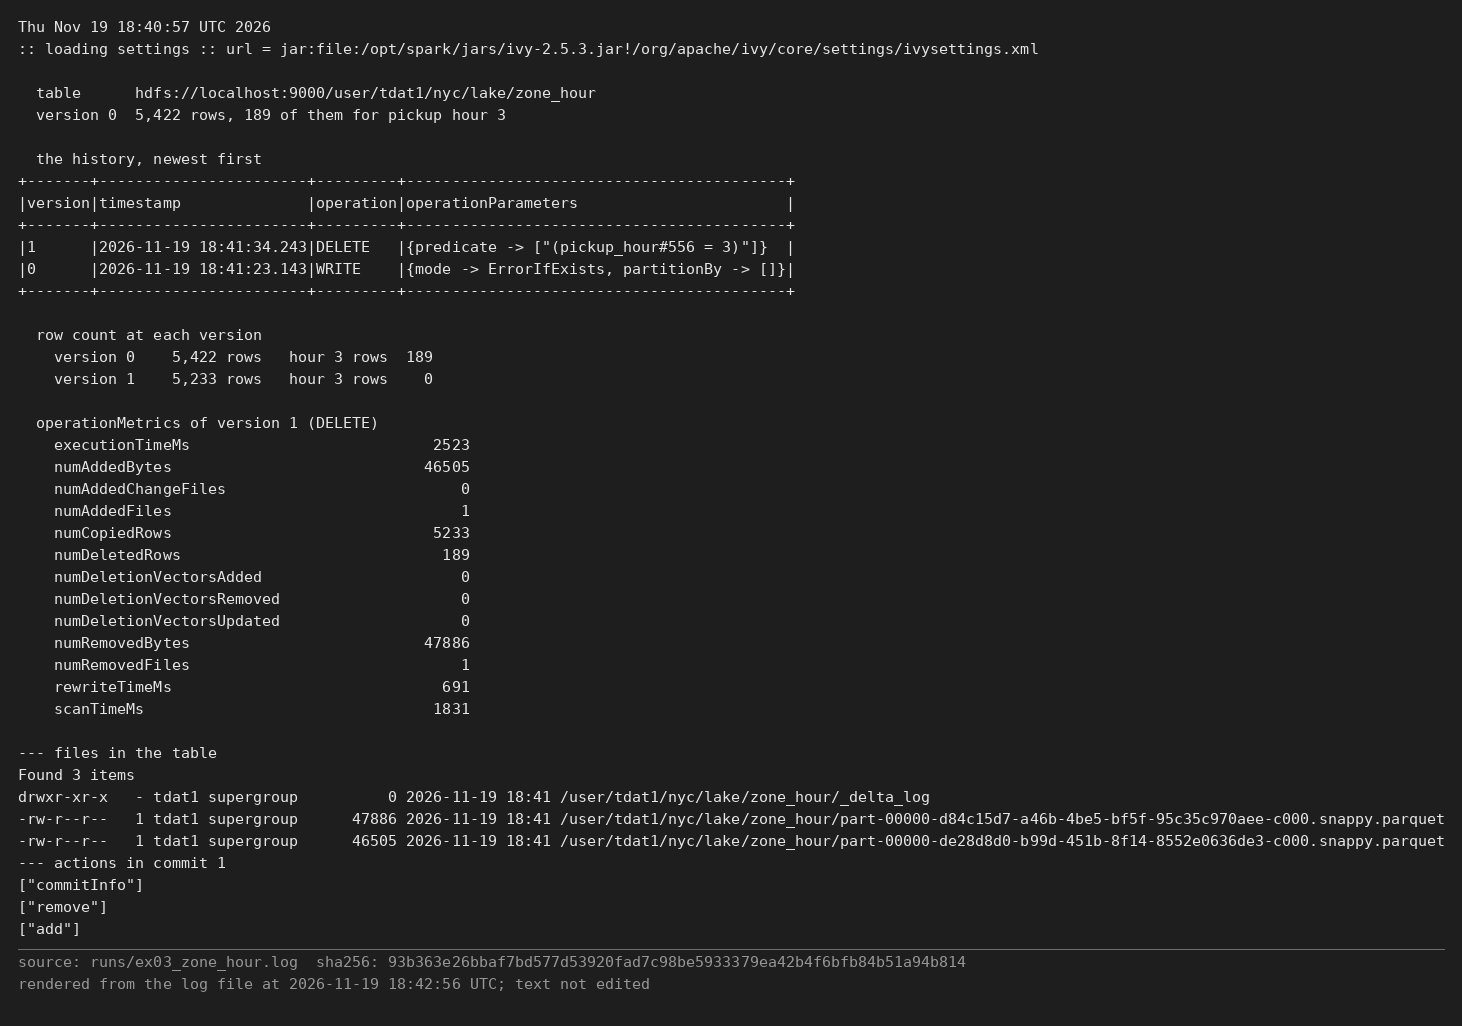 Thu Nov 19 18:40:57 UTC 2026
:: loading settings :: url = jar:file:/opt/spark/jars/ivy-2.5.3.jar!/org/apache/ivy/core/settings/ivysettings.xml

  table      hdfs://localhost:9000/user/tdat1/nyc/lake/zone_hour
  version 0  5,422 rows, 189 of them for pickup hour 3

  the history, newest first
+-------+-----------------------+---------+------------------------------------------+
|version|timestamp              |operation|operationParameters                       |
+-------+-----------------------+---------+------------------------------------------+
|1      |2026-11-19 18:41:34.243|DELETE   |{predicate -> ["(pickup_hour#556 = 3)"]}  |
|0      |2026-11-19 18:41:23.143|WRITE    |{mode -> ErrorIfExists, partitionBy -> []}|
+-------+-----------------------+---------+------------------------------------------+

  row count at each version
    version 0    5,422 rows   hour 3 rows  189
    version 1    5,233 rows   hour 3 rows    0

  operationMetrics of version 1 (DELETE)
    executionTimeMs                           2523
    numAddedBytes                            46505
    numAddedChangeFiles                          0
    numAddedFiles                                1
    numCopiedRows                             5233
    numDeletedRows                             189
    numDeletionVectorsAdded                      0
    numDeletionVectorsRemoved                    0
    numDeletionVectorsUpdated                    0
    numRemovedBytes                          47886
    numRemovedFiles                              1
    rewriteTimeMs                              691
    scanTimeMs                                1831

--- files in the table
Found 3 items
drwxr-xr-x   - tdat1 supergroup          0 2026-11-19 18:41 /user/tdat1/nyc/lake/zone_hour/_delta_log
-rw-r--r--   1 tdat1 supergroup      47886 2026-11-19 18:41 /user/tdat1/nyc/lake/zone_hour/part-00000-d84c15d7-a46b-4be5-bf5f-95c35c970aee-c000.snappy.parquet
-rw-r--r--   1 tdat1 supergroup      46505 2026-11-19 18:41 /user/tdat1/nyc/lake/zone_hour/part-00000-de28d8d0-b99d-451b-8f14-8552e0636de3-c000.snappy.parquet
--- actions in commit 1
["commitInfo"]
["remove"]
["add"]
source: runs/ex03_zone_hour.log  sha256: 93b363e26bbaf7bd577d53920fad7c98be5933379ea42b4f6bfb84b51a94b814
rendered from the log file at 2026-11-19 18:42:56 UTC; text not edited